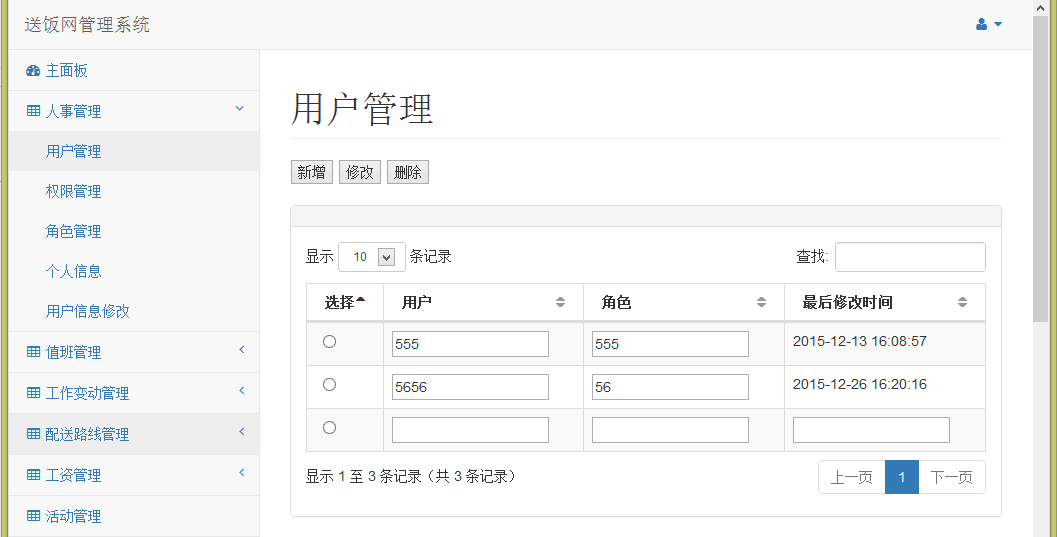 送饭网管理系统
主面板
人事管理
用户管理
权限管理
角色管理
个人信息
用户信息修改
值班管理
工作变动管理
配送路线管理
工资管理
活动管理
用户管理
新增 修改 删除
显示 10 条记录 查找:
选择 用户 角色 最后修改时间
555 555 2015-12-13 16:08:57
5656 56 2015-12-26 16:20:16
显示 1 至 3 条记录（共 3 条记录） 上一页 1 下一页